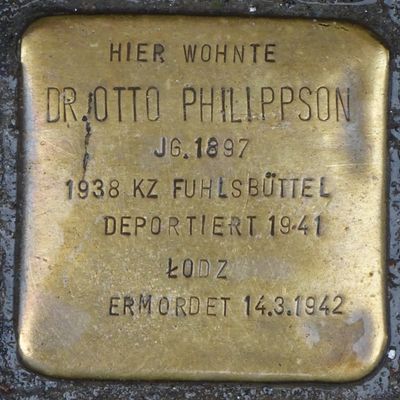 HIER WOHNTE
DR. OTTO PHILIPPSON
JG. 1897
1938 KZ FUHLSBÜTTEL
DEPORTIERT 1941
ŁODZ
ERMORDET 14.3.1942